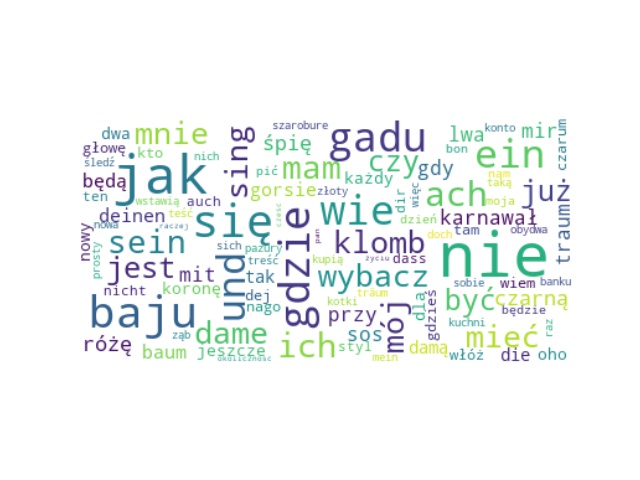 dwa
mnie
szarobure
gadu
lwa
konto
mir
czarum
głowę
kto
nich
sing
śpię
czy
gdy
bon
ein
śledź
jak
pić
mam
każdy
nam
taką
będą
ten
wstawią
auch
gorsie
złoty
dir
więc
ach
moja
już
deinen
teść
się
cześć
wie
dzień
karnawał
nowy
nowa
raczej
gdzie
pan
klomb
doch
tam
obydwa
traumž
sein
sich
pazury
treść
kupią
życiu
dass
nie
prosty
jest
mit
und
tak
wybacz
sobie
wiem
banku
nicht
koronę
dej
nago
kotki
traum
mój
dla
gdzieś
być
czarną
baju
przy
kuchni
będzie
raz
ząb
dame
sos
mieć
różę
baum
jeszcze
okoliczność
ich
styl
mein
damą
włóż
die
oho